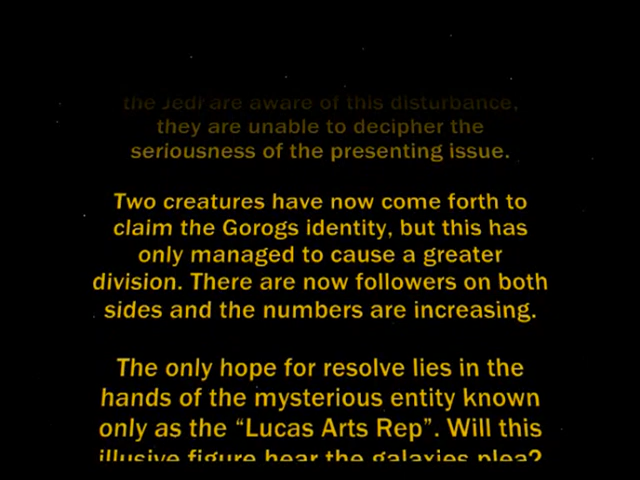 the Jedi are aware of this disturbance,
they are unable to decipher the
seriousness of the presenting issue.
Two creatures have now come forth to
claim the Gorogs identity, but this has
only managed to cause a greater
division. There are now followers on both
sides and the numbers are increasing.
The only hope for resolve lies in the
hands of the mysterious entity known
only as the “Lucas Arts Rep”. Will this
illusive figure hear the galaxies plea?